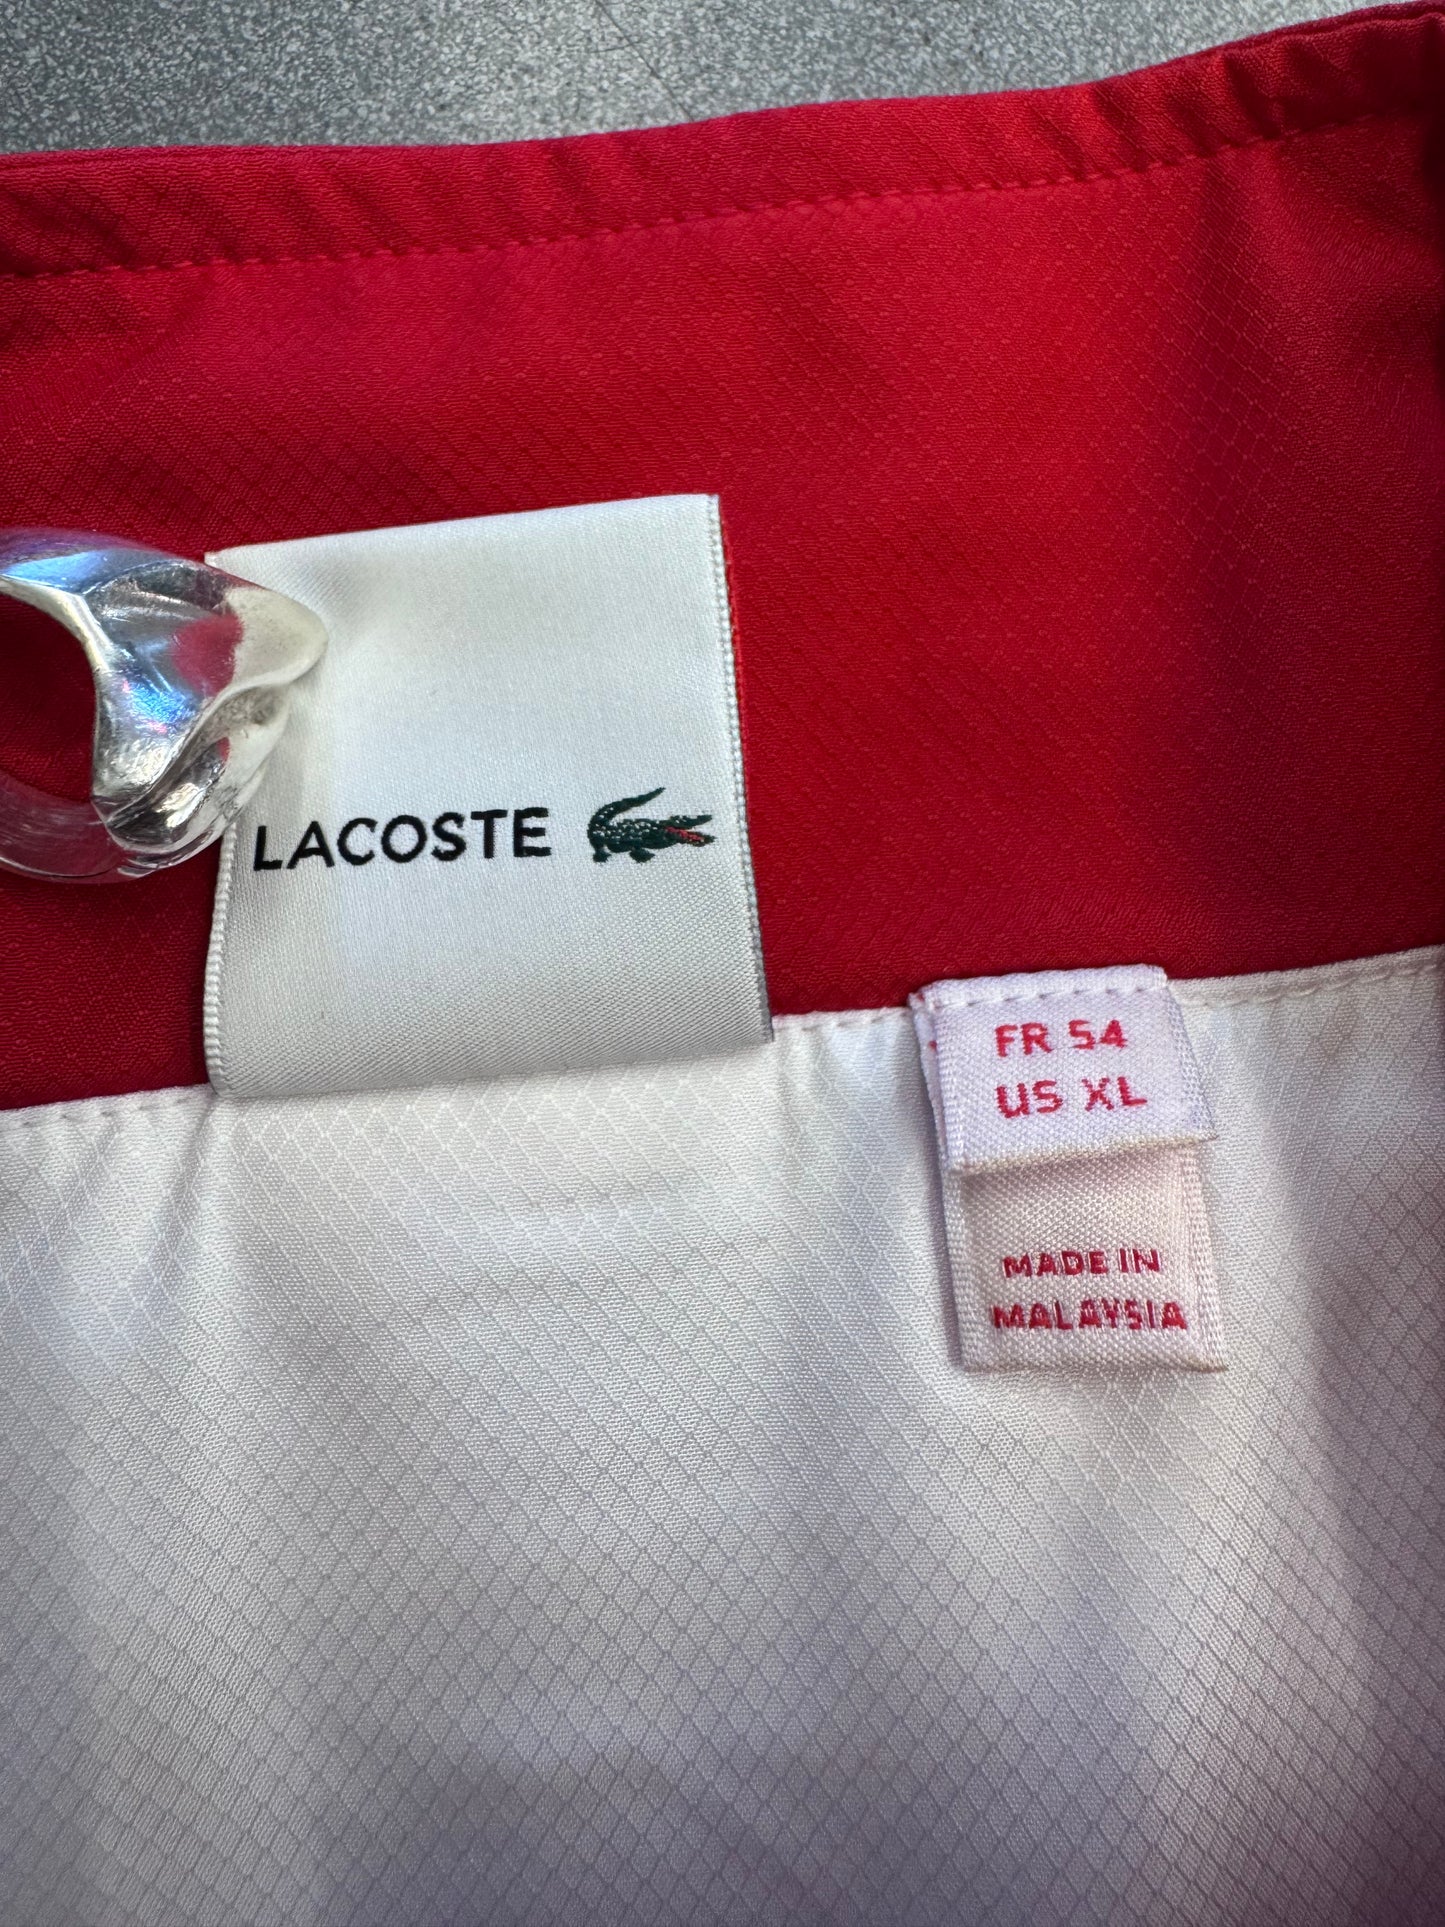 LACOSTE
FR 54
US XL
MADE IN
MALAYSIA